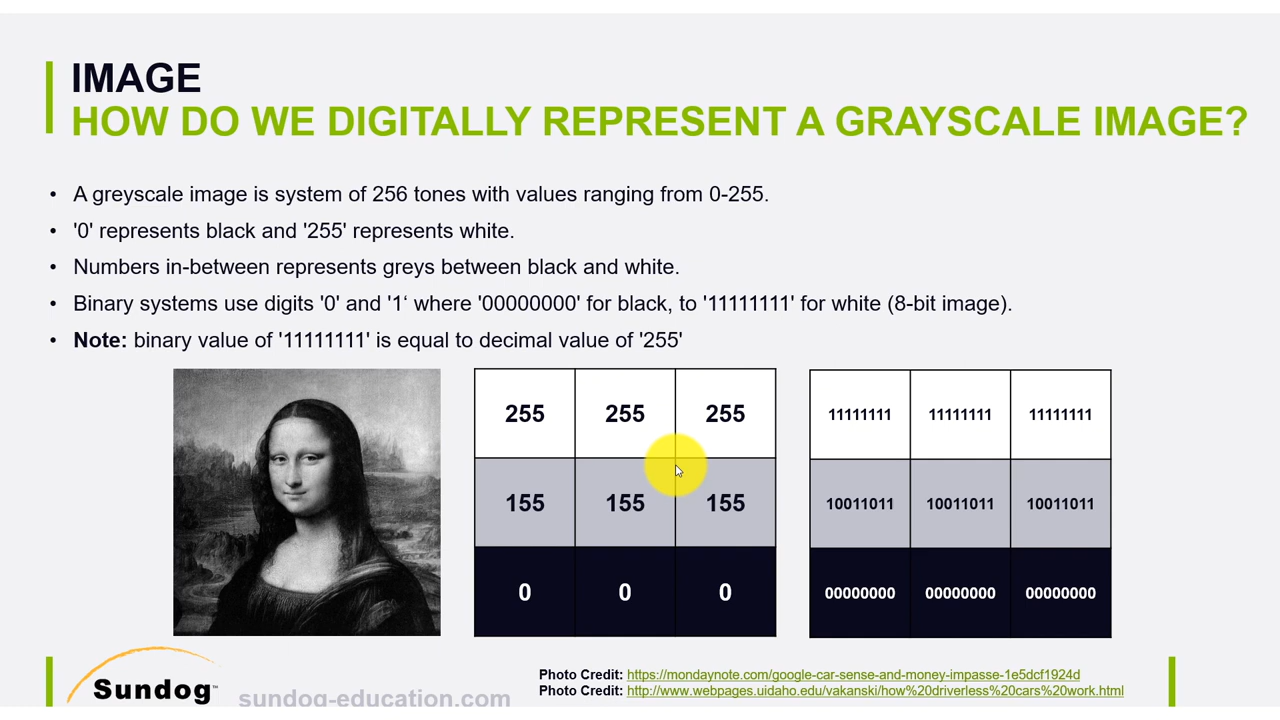 IMAGE
HOW DO WE DIGITALLY REPRESENT A GRAYSCALE IMAGE?
• A greyscale image is system of 256 tones with values ranging from 0-255.
• '0' represents black and '255' represents white.
• Numbers in-between represents greys between black and white.
• Binary systems use digits '0' and '1‘ where '00000000' for black, to '11111111' for white (8-bit image).
• Note: binary value of '11111111' is equal to decimal value of '255'
255 255 255
155 155 155
0 0 0
11111111 11111111 11111111
10011011 10011011 10011011
00000000 00000000 00000000
Sundog™
sundog-education.com
Photo Credit: https://mondaynote.com/google-car-sense-and-money-impasse-1e5dcf1924d
Photo Credit: http://www.webpages.uidaho.edu/vakanski/how%20driverless%20cars%20work.html